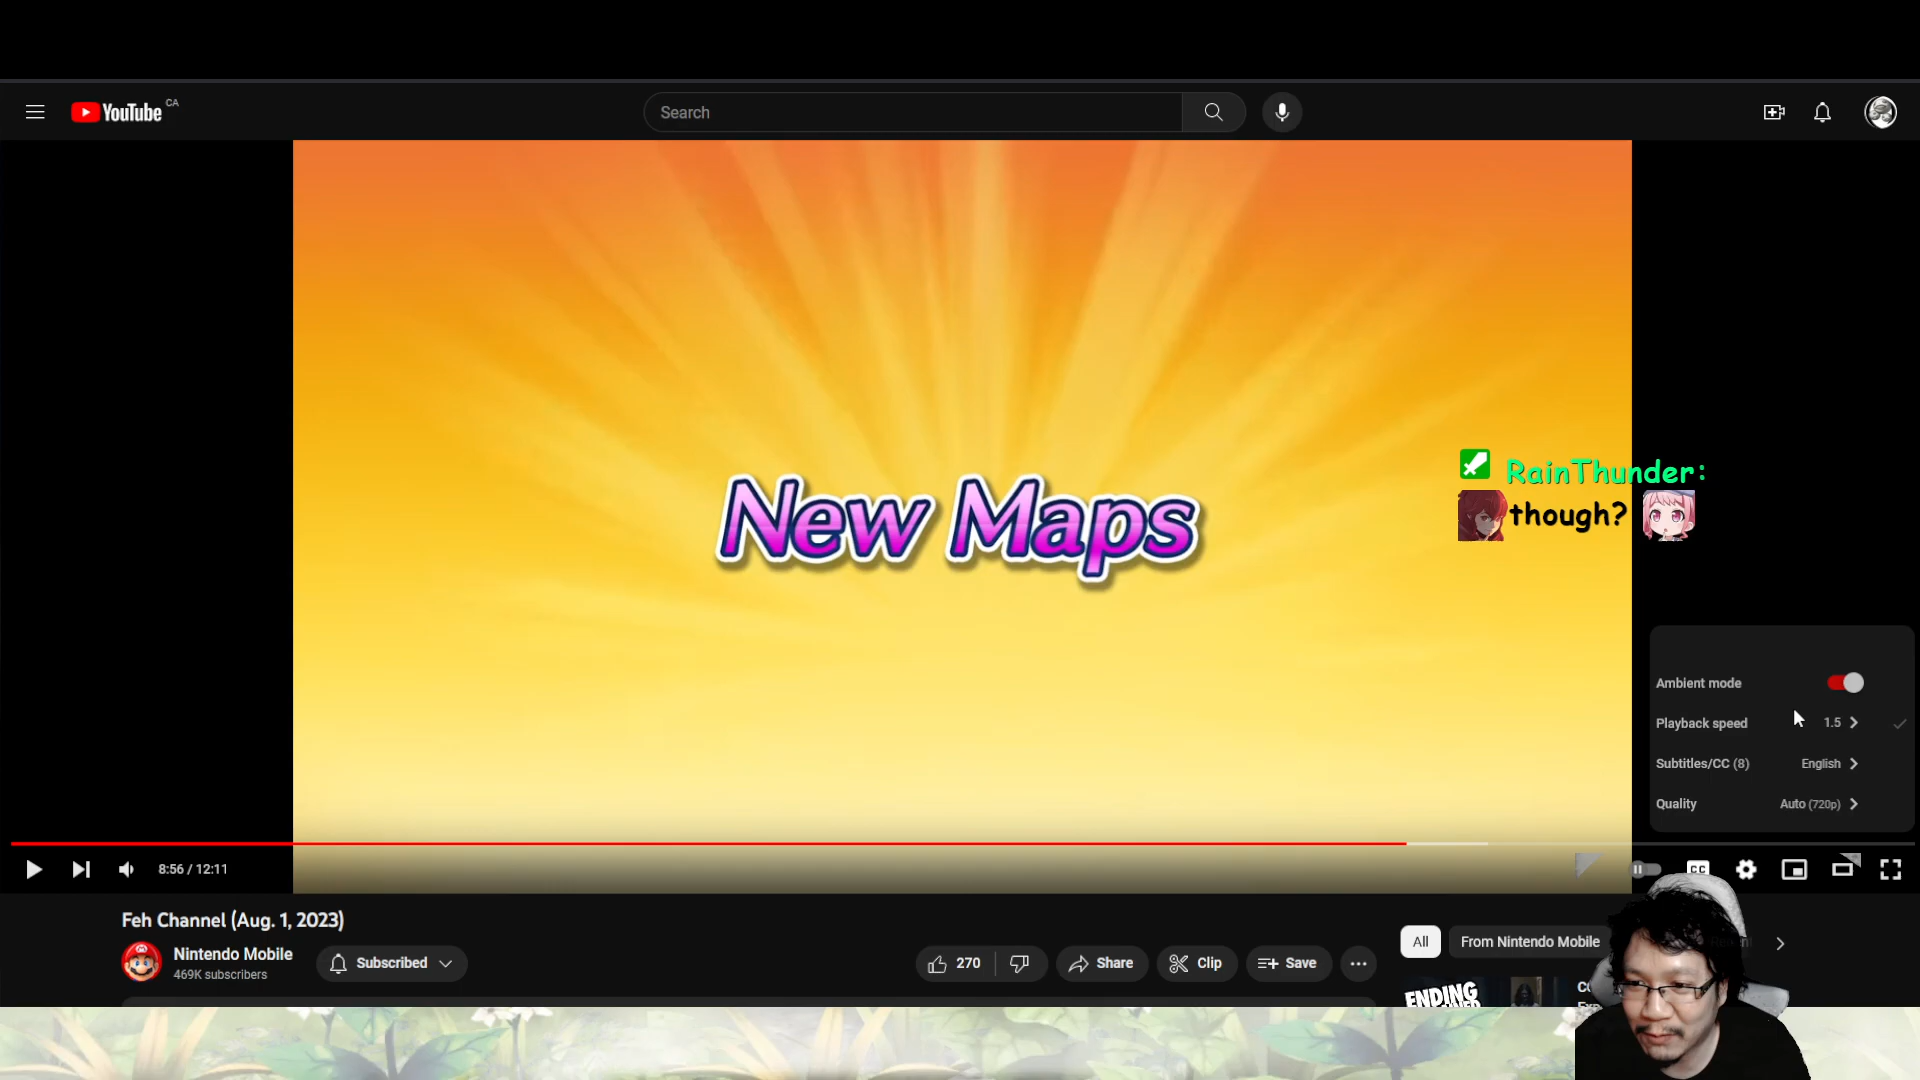 YouTube CA
Search
New Maps
RainThunder:
though?
Ambient mode
Playback speed 1.5
Subtitles/CC (8) English
Quality Auto (720p)
8:56 / 12:11
CC
Feh Channel (Aug. 1, 2023)
Nintendo Mobile
469K subscribers
Subscribed
270
Share
Clip
Save
All
From Nintendo Mobile
ENDING